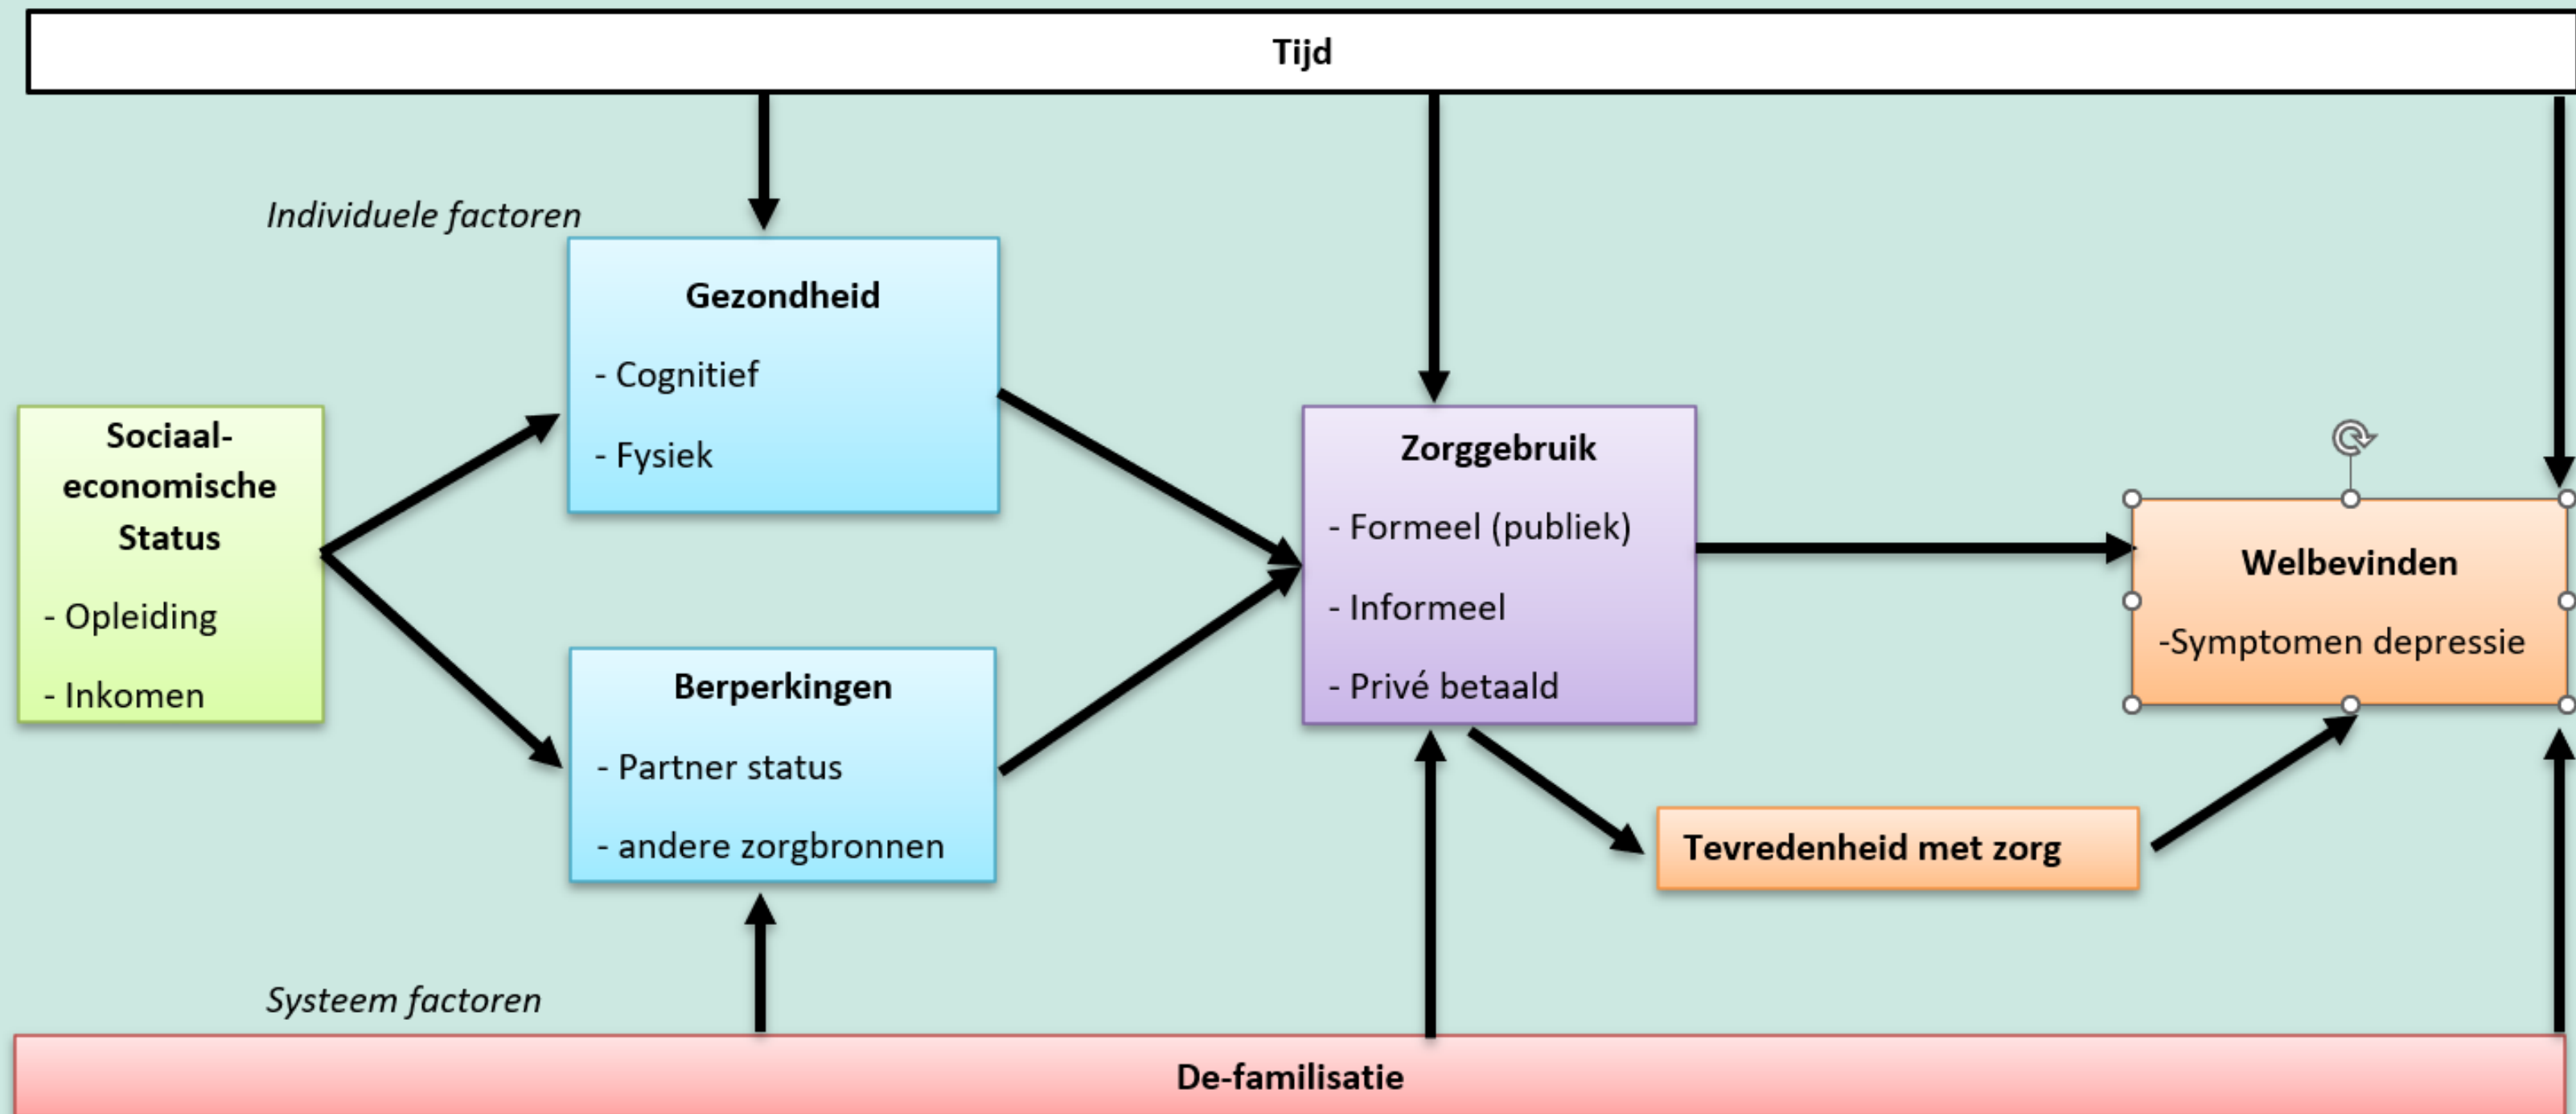 Tijd
Individuele factoren
Gezondheid
- Cognitief
- Fysiek
Sociaal-
economische
Status
- Opleiding
- Inkomen
Berperkingen
- Partner status
- andere zorgbronnen
Zorggebruik
- Formeel (publiek)
- Informeel
- Privé betaald
Welbevinden
-Symptomen depressie
Tevredenheid met zorg
Systeem factoren
De-familisatie